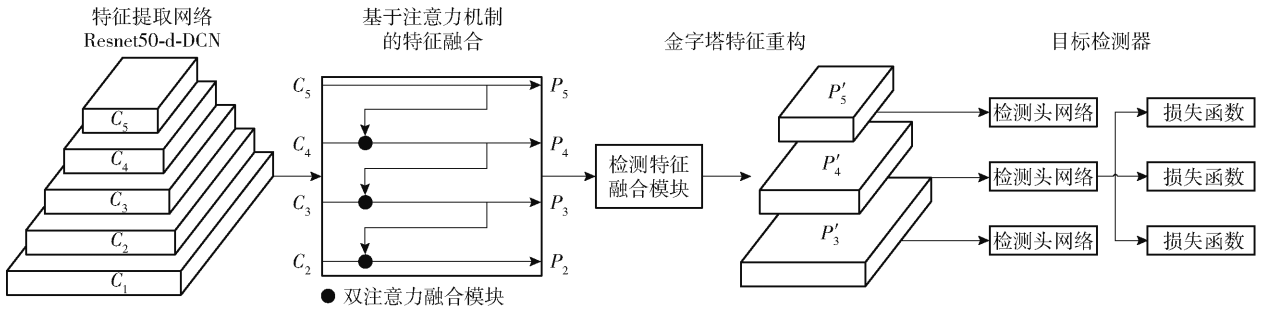 特征提取网络
Resnet50-d-DCN
C5
C4
C3
C2
C1
基于注意力机制
的特征融合
C5
P5
C4
P4
C3
P3
C2
P2
双注意力融合模块
检测特征
融合模块
金字塔特征重构
P′5
P′4
P′3
目标检测器
检测头网络
损失函数
检测头网络
损失函数
检测头网络
损失函数